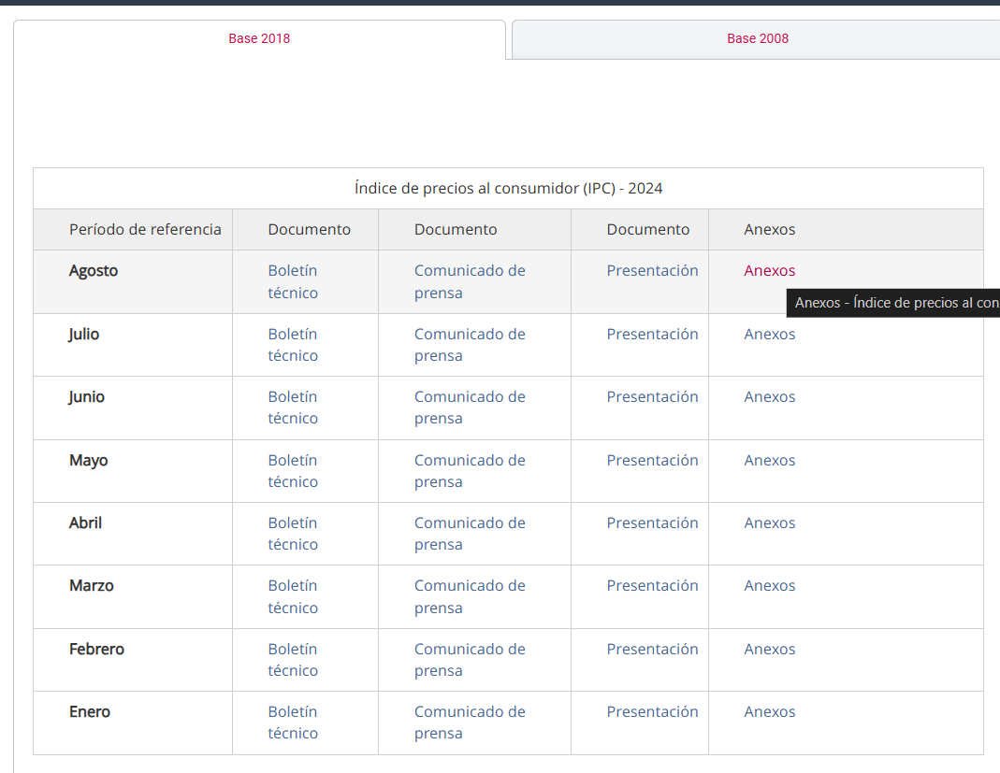 Base 2018
Base 2008
Índice de precios al consumidor (IPC) - 2024
Período de referencia Documento Documento Documento Anexos
Agosto Boletín Comunicado de Presentación Anexos
técnico prensa
Anexos - Índice de precios al con
Julio Boletín Comunicado de Presentación Anexos
técnico prensa
Junio Boletín Comunicado de Presentación Anexos
técnico prensa
Mayo Boletín Comunicado de Presentación Anexos
técnico prensa
Abril Boletín Comunicado de Presentación Anexos
técnico prensa
Marzo Boletín Comunicado de Presentación Anexos
técnico prensa
Febrero Boletín Comunicado de Presentación Anexos
técnico prensa
Enero Boletín Comunicado de Presentación Anexos
técnico prensa